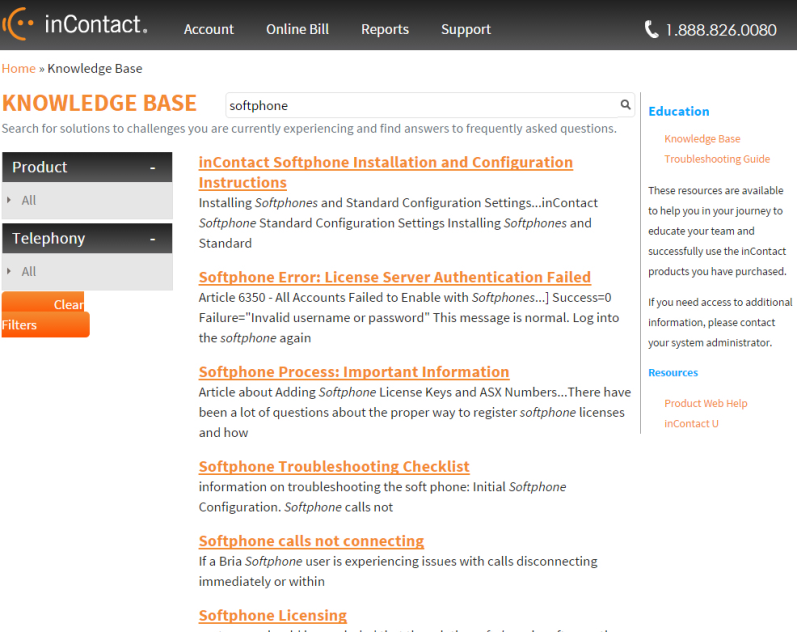 inContact®
Account Online Bill Reports Support
1.888.826.0080
Home » Knowledge Base
KNOWLEDGE BASE
softphone
Search for solutions to challenges you are currently experiencing and find answers to frequently asked questions.
Product -
All
Telephony -
All
Clear
Filters
inContact Softphone Installation and Configuration
Instructions
Installing Softphones and Standard Configuration Settings...inContact
Softphone Standard Configuration Settings Installing Softphones and
Standard
Softphone Error: License Server Authentication Failed
Article 6350 - All Accounts Failed to Enable with Softphones...] Success=0
Failure="Invalid username or password" This message is normal. Log into
the softphone again
Softphone Process: Important Information
Article about Adding Softphone License Keys and ASX Numbers...There have
been a lot of questions about the proper way to register softphone licenses
and how
Softphone Troubleshooting Checklist
information on troubleshooting the soft phone: Initial Softphone
Configuration. Softphone calls not
Softphone calls not connecting
If a Bria Softphone user is experiencing issues with calls disconnecting
immediately or within
Softphone Licensing
Education
Knowledge Base
Troubleshooting Guide
These resources are available
to help you in your journey to
educate your team and
successfully use the inContact
products you have purchased.
If you need access to additional
information, please contact
your system administrator.
Resources
Product Web Help
inContact U